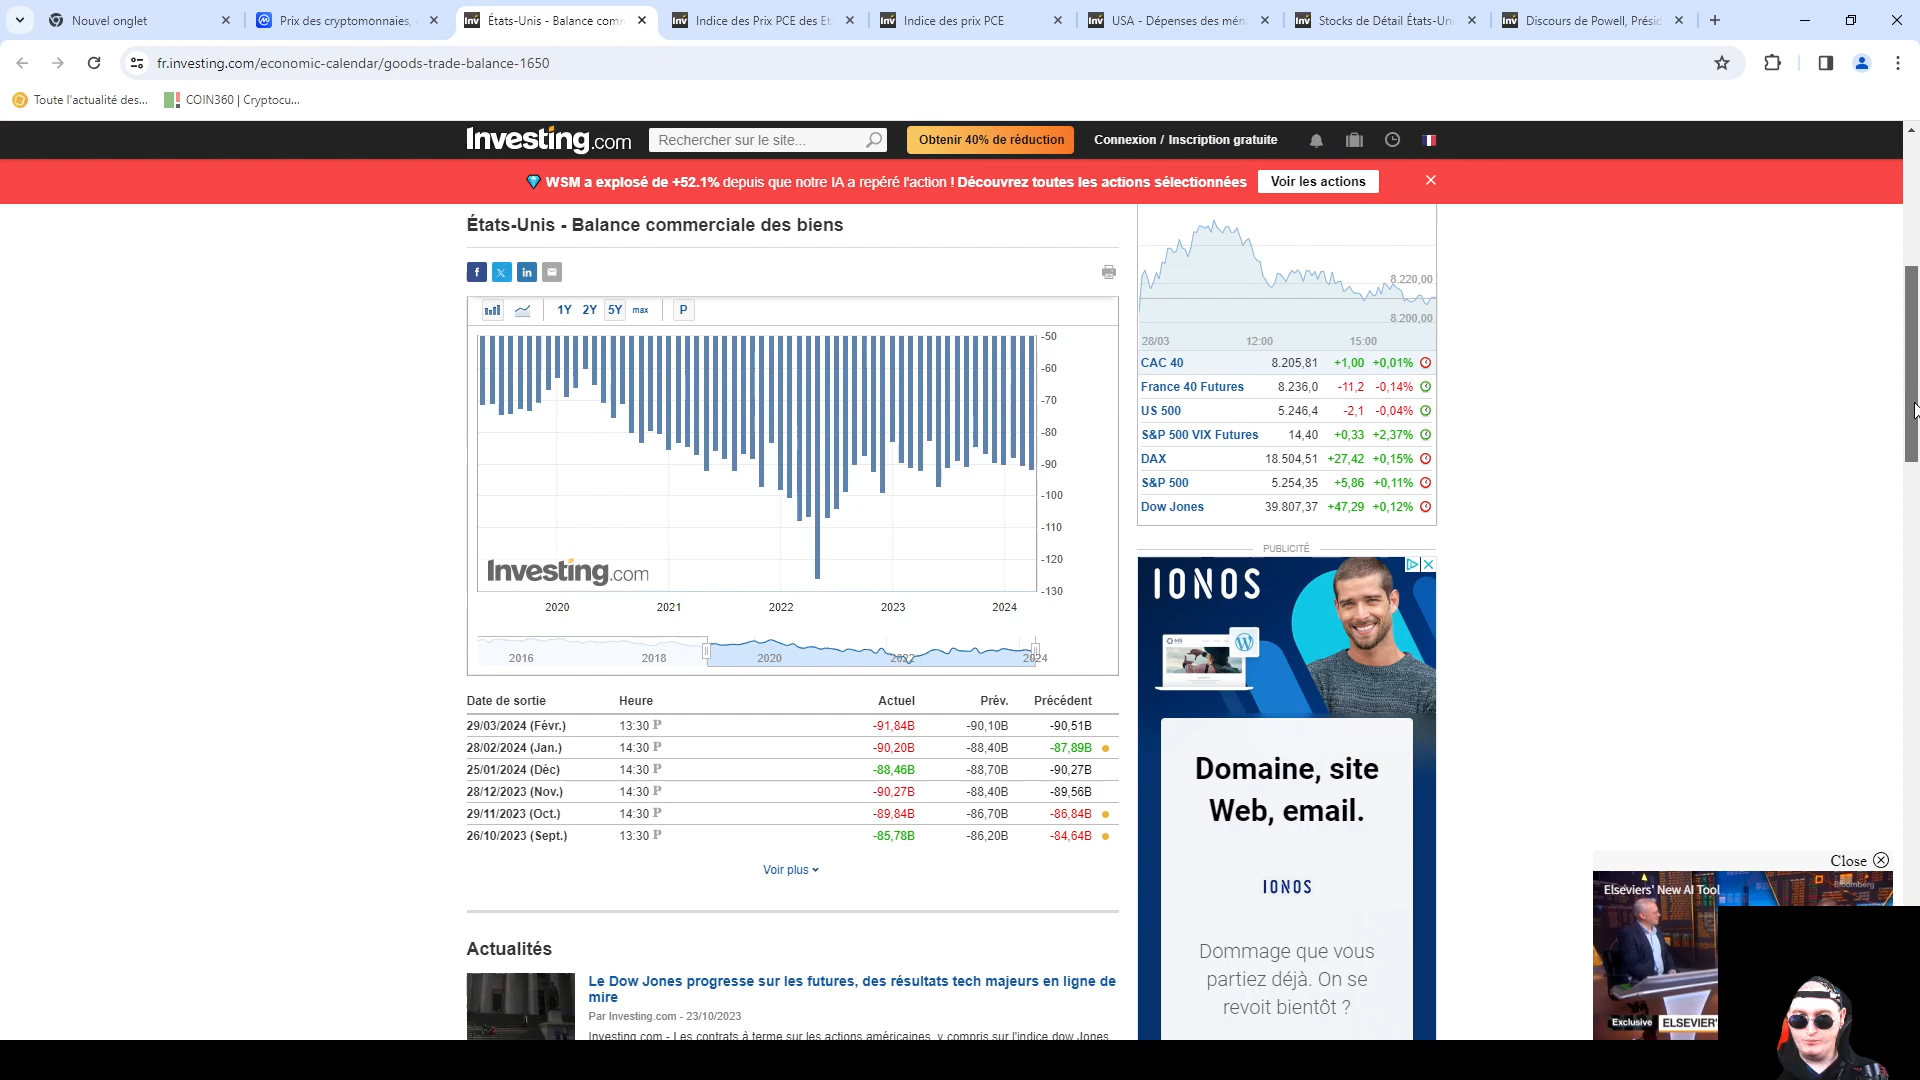 Nouvel onglet
Prix des cryptomonnaies,
États-Unis - Balance comm
Indice des Prix PCE des Et
Indice des prix PCE
USA - Dépenses des mén
Stocks de Détail États-Un
Discours de Powell, Présid
fr.investing.com/economic-calendar/goods-trade-balance-1650
Toute l'actualité des...
COIN360 | Cryptocu...
Investing.com
Rechercher sur le site...
Obtenir 40% de réduction
Connexion / Inscription gratuite
WSM a explosé de +52.1% depuis que notre IA a repéré l'action ! Découvrez toutes les actions sélectionnées
Voir les actions
États-Unis - Balance commerciale des biens
1Y 2Y 5Y max P
-50
-60
-70
-80
-90
-100
-110
-120
-130
Investing.com
2020 2021 2022 2023 2024
2016 2018 2020 2022 2024
Date de sortie Heure Actuel Prév. Précédent
29/03/2024 (Févr.) 13:30 P -91,84B -90,10B -90,51B
28/02/2024 (Jan.) 14:30 P -90,20B -88,40B -87,89B
25/01/2024 (Déc) 14:30 P -88,46B -88,70B -90,27B
28/12/2023 (Nov.) 14:30 P -90,27B -88,40B -89,56B
29/11/2023 (Oct.) 14:30 P -89,84B -86,70B -86,84B
26/10/2023 (Sept.) 13:30 P -85,78B -86,20B -84,64B
Voir plus
Actualités
Le Dow Jones progresse sur les futures, des résultats tech majeurs en ligne de
mire
Par Investing.com - 23/10/2023
Investing.com - Les contrats à terme sur les actions américaines, y compris sur l'indice dow Jones
8.220,00
8.200,00
28/03 12:00 15:00
CAC 40 8.205,81 +1,00 +0,01%
France 40 Futures 8.236,0 -11,2 -0,14%
US 500 5.246,4 -2,1 -0,04%
S&P 500 VIX Futures 14,40 +0,33 +2,37%
DAX 18.504,51 +27,42 +0,15%
S&P 500 5.254,35 +5,86 +0,11%
Dow Jones 39.807,37 +47,29 +0,12%
PUBLICITÉ
IONOS
Domaine, site
Web, email.
IONOS
Dommage que vous
partiez déjà. On se
revoit bientôt ?
Close
Elseviers' New AI Tool
Bloomberg
Exclusive ELSEVIER'